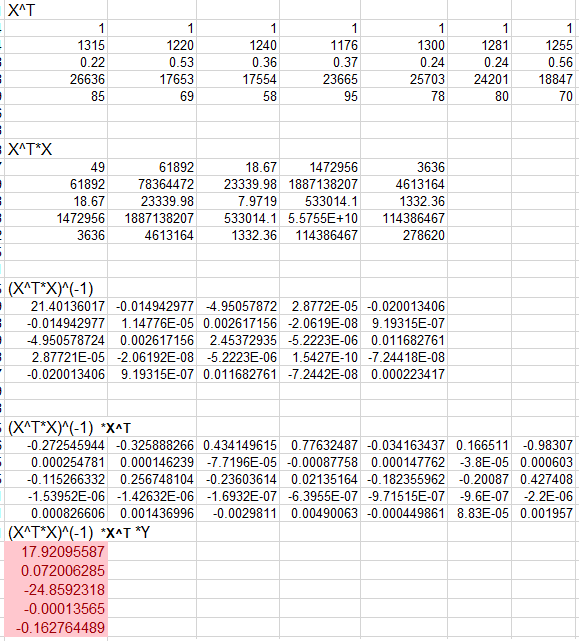 X^T
1 1 1 1 1 1 1
1315 1220 1240 1176 1300 1281 1255
0.22 0.53 0.36 0.37 0.24 0.24 0.56
26636 17653 17554 23665 25703 24201 18847
85 69 58 95 78 80 70
X^T*X
49 61892 18.67 1472956 3636
61892 78364472 23339.98 1887138207 4613164
18.67 23339.98 7.9719 533014.1 1332.36
1472956 1887138207 533014.1 5.5755E+10 114386467
3636 4613164 1332.36 114386467 278620
(X^T*X)^(-1)
21.40136017 -0.014942977 -4.95057872 2.8772E-05 -0.020013406
-0.014942977 1.14776E-05 0.002617156 -2.0619E-08 9.19315E-07
-4.950578724 0.002617156 2.45372935 -5.2223E-06 0.011682761
2.87721E-05 -2.06192E-08 -5.2223E-06 1.5427E-10 -7.24418E-08
-0.020013406 9.19315E-07 0.011682761 -7.2442E-08 0.000223417
(X^T*X)^(-1) *X^T
-0.272545944 -0.325888266 0.434149615 0.77632487 -0.034163437 0.166511 -0.98307
0.000254781 0.000146239 -7.7196E-05 -0.00087758 0.000147762 -3.8E-05 0.000603
-0.115266332 0.256748104 -0.23603614 0.02135164 -0.182355962 -0.20087 0.427408
-1.53952E-06 -1.42632E-06 -1.6932E-07 -6.3955E-07 -9.71515E-07 -9.6E-07 -2.2E-06
0.000826606 0.001436996 -0.0029811 0.00490063 -0.000449861 8.83E-05 0.001957
(X^T*X)^(-1) *X^T *Y
17.92095587
0.072006285
-24.8592318
-0.00013565
-0.162764489